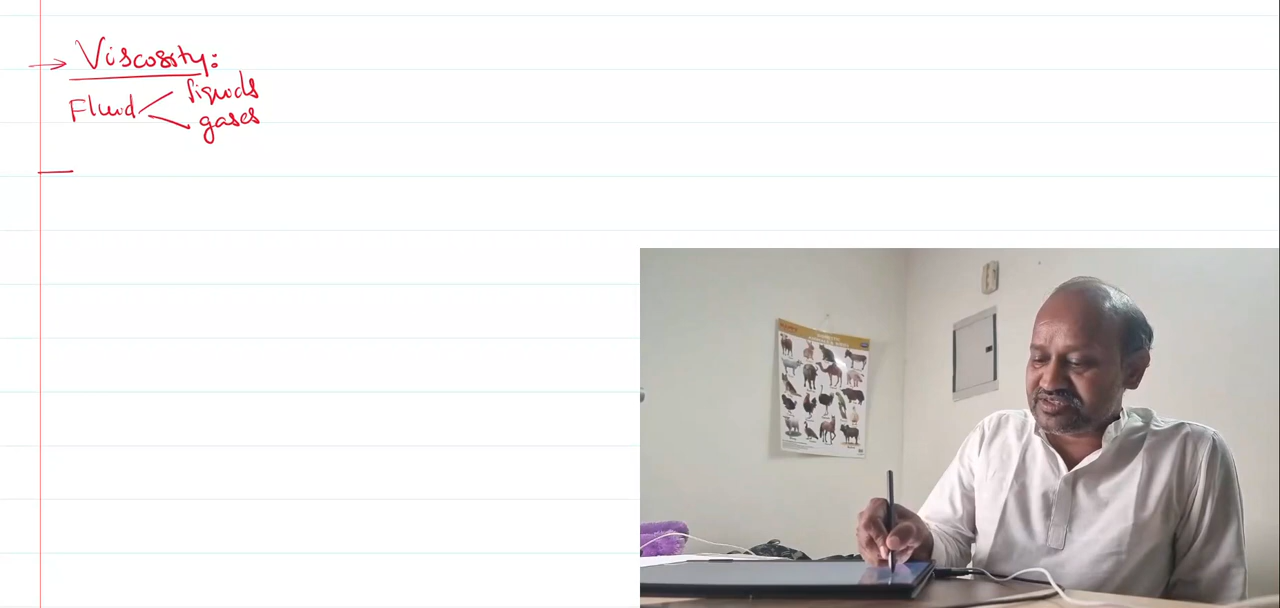 → Viscosity:
Fluid < liquids
gases